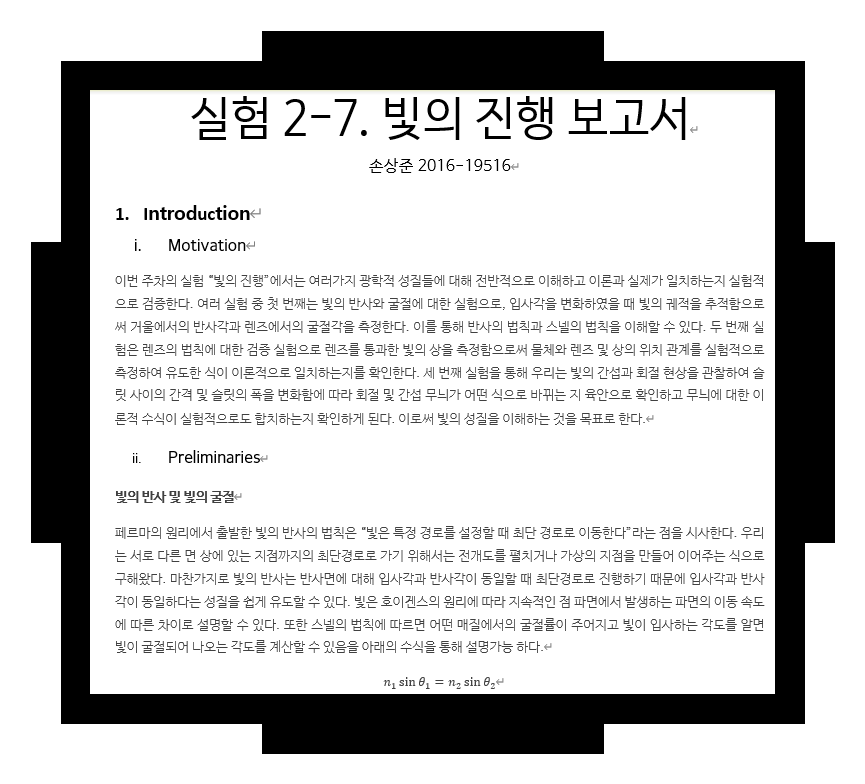 실험 2-7. 빛의 진행 보고서
손상준 2016-19516
1. Introduction
i. Motivation
이번 주차의 실험 “빛의 진행”에서는 여러가지 광학적 성질들에 대해 전반적으로 이해하고 이론과 실제가 일치하는지 실험적
으로 검증한다. 여러 실험 중 첫 번째는 빛의 반사와 굴절에 대한 실험으로, 입사각을 변화하였을 때 빛의 궤적을 추적함으로
써 거울에서의 반사각과 렌즈에서의 굴절각을 측정한다. 이를 통해 반사의 법칙과 스넬의 법칙을 이해할 수 있다. 두 번째 실
험은 렌즈의 법칙에 대한 검증 실험으로 렌즈를 통과한 빛의 상을 측정함으로써 물체와 렌즈 및 상의 위치 관계를 실험적으로
측정하여 유도한 식이 이론적으로 일치하는지를 확인한다. 세 번째 실험을 통해 우리는 빛의 간섭과 회절 현상을 관찰하여 슬
릿 사이의 간격 및 슬릿의 폭을 변화함에 따라 회절 및 간섭 무늬가 어떤 식으로 바뀌는 지 육안으로 확인하고 무늬에 대한 이
론적 수식이 실험적으로도 합치하는지 확인하게 된다. 이로써 빛의 성질을 이해하는 것을 목표로 한다.
ii. Preliminaries
빛의 반사 및 빛의 굴절
페르마의 원리에서 출발한 빛의 반사의 법칙은 “빛은 특정 경로를 설정할 때 최단 경로로 이동한다”라는 점을 시사한다. 우리
는 서로 다른 면 상에 있는 지점까지의 최단경로로 가기 위해서는 전개도를 펼치거나 가상의 지점을 만들어 이어주는 식으로
구해왔다. 마찬가지로 빛의 반사는 반사면에 대해 입사각과 반사각이 동일할 때 최단경로로 진행하기 때문에 입사각과 반사
각이 동일하다는 성질을 쉽게 유도할 수 있다. 빛은 호이겐스의 원리에 따라 지속적인 점 파면에서 발생하는 파면의 이동 속도
에 따른 차이로 설명할 수 있다. 또한 스넬의 법칙에 따르면 어떤 매질에서의 굴절률이 주어지고 빛이 입사하는 각도를 알면
빛이 굴절되어 나오는 각도를 계산할 수 있음을 아래의 수식을 통해 설명가능 하다.
n₁ sin θ₁ = n₂ sin θ₂